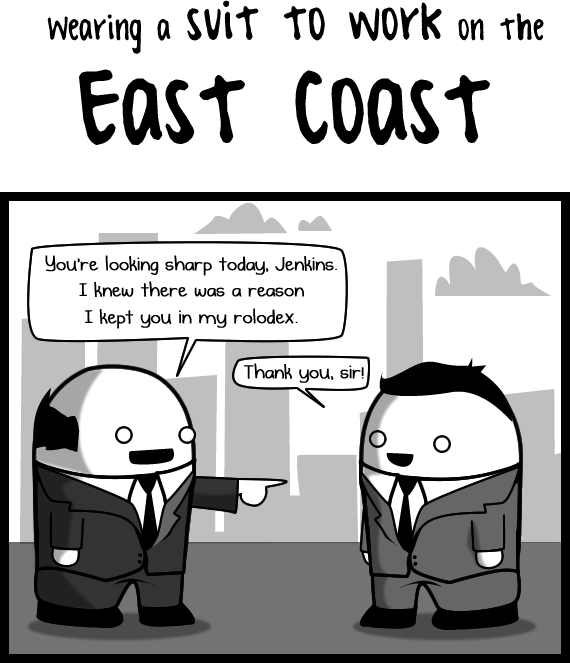 Wearing a suit to work on the
East Coast
You're looking sharp today, Jenkins.
I knew there was a reason
I kept you in my rolodex.
Thank you, sir!